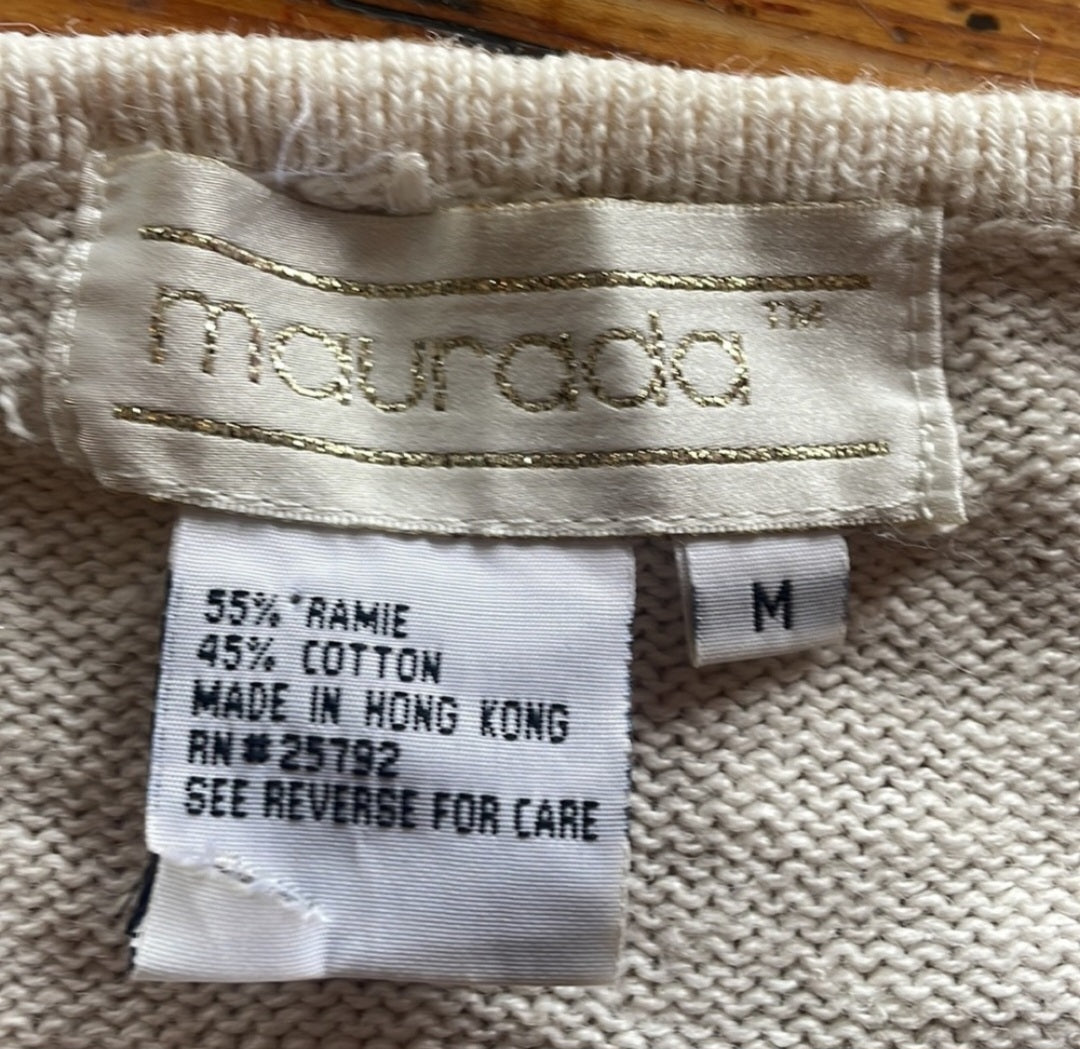 maurada™
55% RAMIE
45% COTTON
MADE IN HONG KONG
RN#25792
SEE REVERSE FOR CARE
M